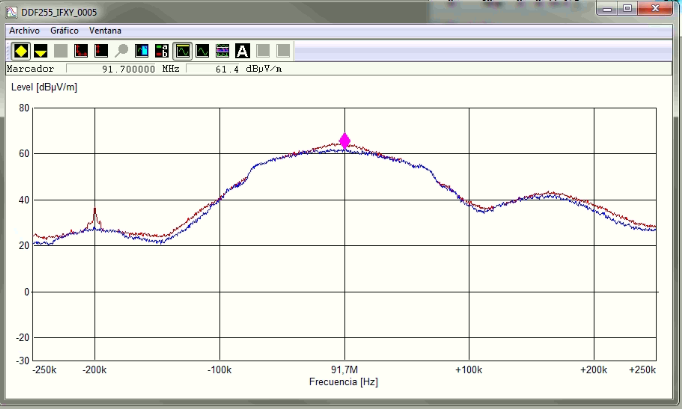 DDF255_IFXY_0005
Archivo Gráfico Ventana
A
Marcador 91.700000 MHz 61.4 dBµV/m
Level [dBµV/m]
80
60
40
20
0
-20
-30
-250k -200k -100k 91,7M +100k +200k +250k
Frecuencia [Hz]